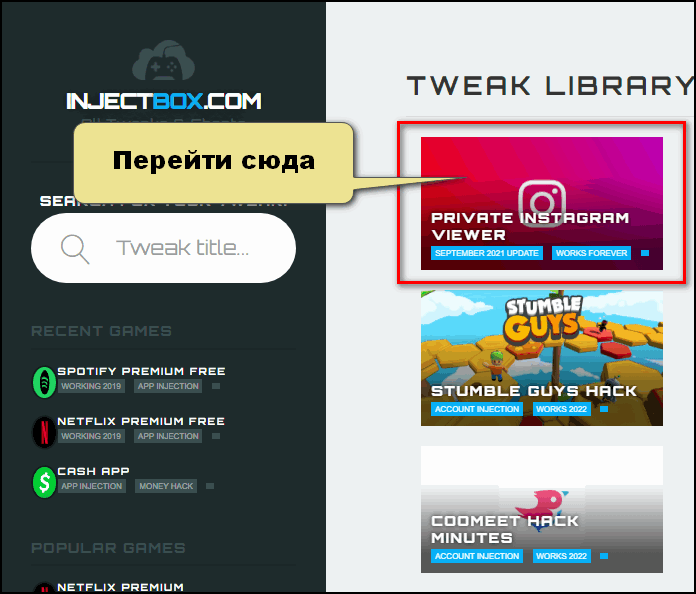 INJECTBOX.COM
Перейти сюда
Tweak title...
RECENT GAMES
SPOTIFY PREMIUM FREE
WORKING 2019 APP INJECTION
NETFLIX PREMIUM FREE
WORKING 2019 APP INJECTION
CASH APP
APP INJECTION MONEY HACK
POPULAR GAMES
NETFLIX PREMIUM
TWEAK LIBRARY
PRIVATE INSTAGRAM
VIEWER
SEPTEMBER 2021 UPDATE WORKS FOREVER
STUMBLE
GUYS
STUMBLE GUYS HACK
ACCOUNT INJECTION WORKS 2022
COOMEET HACK
MINUTES
ACCOUNT INJECTION WORKS 2022